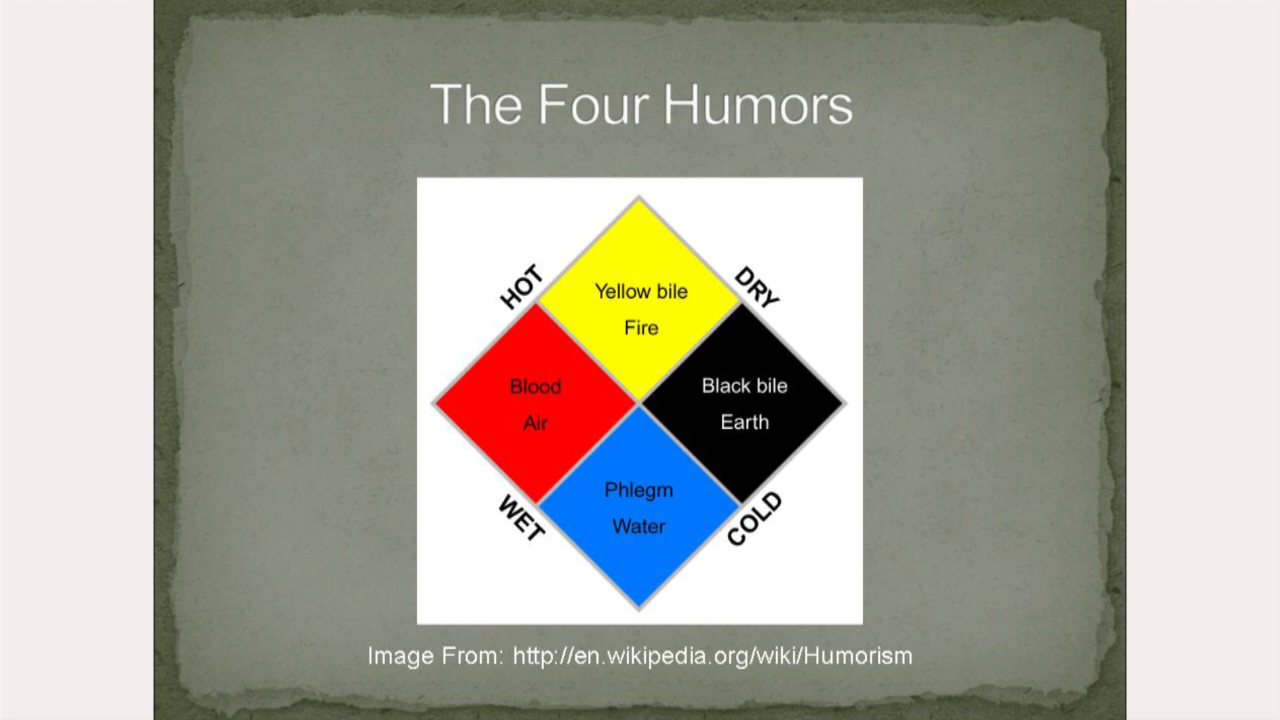 The Four Humors
HOT
DRY
Yellow bile
Fire
Blood
Air
Black bile
Earth
Phlegm
Water
WET
COLD
Image From: http://en.wikipedia.org/wiki/Humorism